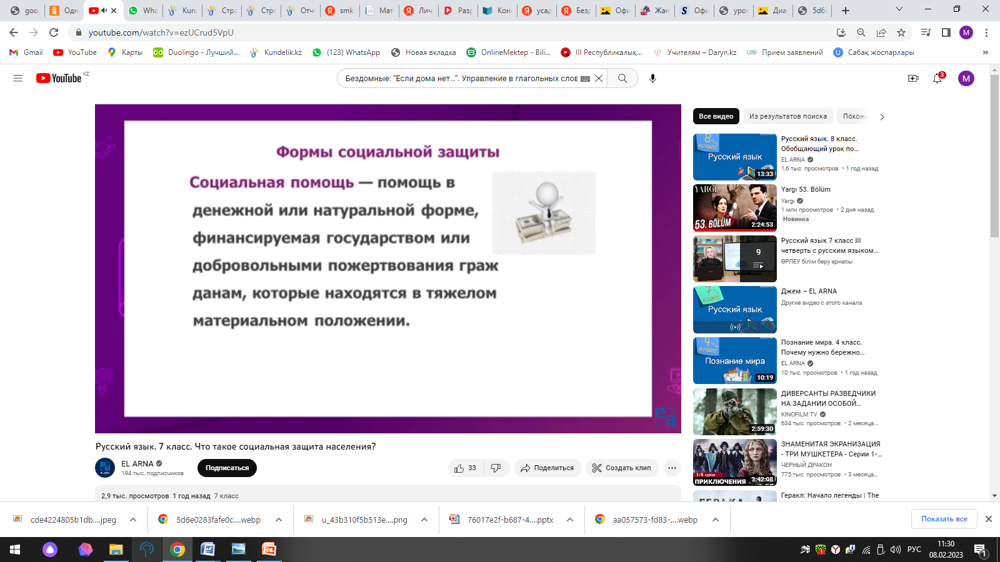 goo
Одн
Wha
Kun
Стра
Стра
Отч
smk
Мат
Лич
Разр
Кон
усад
Безд
Офи
Жан
Офи
урон
Диа
5d6
youtube.com/watch?v=ezUCrud5VpU
M
Gmail
YouTube
Карты
Duolingo - Лучший...
Kundelik.kz
(123) WhatsApp
Новая вкладка
OnlineMektep - Bili...
III Республикалық...
Учителям – Daryn.kz
Прием заявлений
Сабақ жоспарлары
YouTube KZ
Бездомные: "Если дома нет...". Управление в глагольных слов
3
M
Формы социальной защиты
Социальная помощь — помощь в
денежной или натуральной форме,
финансируемая государством или
добровольными пожертвования граж
данам, которые находятся в тяжелом
материальном положении.
Русский язык. 7 класс. Что такое социальная защита населения?
EL ARNA
194 тыс. подписчиков
Подписаться
33
Поделиться
Создать клип
2,9 тыс. просмотров 1 год назад 7 класс
Все видео
Из результатов поиска
Похожи
8
класс
Русский язык
13:33
Русский язык. 8 класс.
Обобщающий урок по...
EL ARNA
1,6 тыс. просмотров • 1 год назад
YARGI
53. BÖLÜM
2:24:53
Yargı 53. Bölüm
Yargı
1 млн просмотров • 2 дня назад
Новинка
9
Русский язык 7 класс III
четверть с русским языком...
ӨРЛЕУ білім беру арнасы
7
класс
Русский язык
Джем – EL ARNA
Другие видео с этого канала
4
класс
Познание мира
10:19
Познание мира. 4 класс.
Почему нужно бережно...
EL ARNA
10 тыс. просмотров • 1 год назад
2:59:30
ДИВЕРСАНТЫ РАЗВЕДЧИКИ
НА ЗАДАНИИ ОСОБОЙ...
KINOFILM TV
634 тыс. просмотров • 2 месяца...
1-5 СЕРИИ
ПРИКЛЮЧЕНИЯ
3:42:08
ЗНАМЕНИТАЯ ЭКРАНИЗАЦИЯ
- ТРИ МУШКЕТЕРА - Серии 1-...
ЧЕРНЫЙ ДРАКОН
775 тыс. просмотров • 3 месяца...
Геракл: Начало легенды | The
cde4224805b1db....jpeg
5d6e0283fafe0c....webp
u_43b310f5b513e....png
76017e2f-b687-4....pptx
aa057573-fd83-....webp
Показать все
РУС
11:30
08.02.2023
1